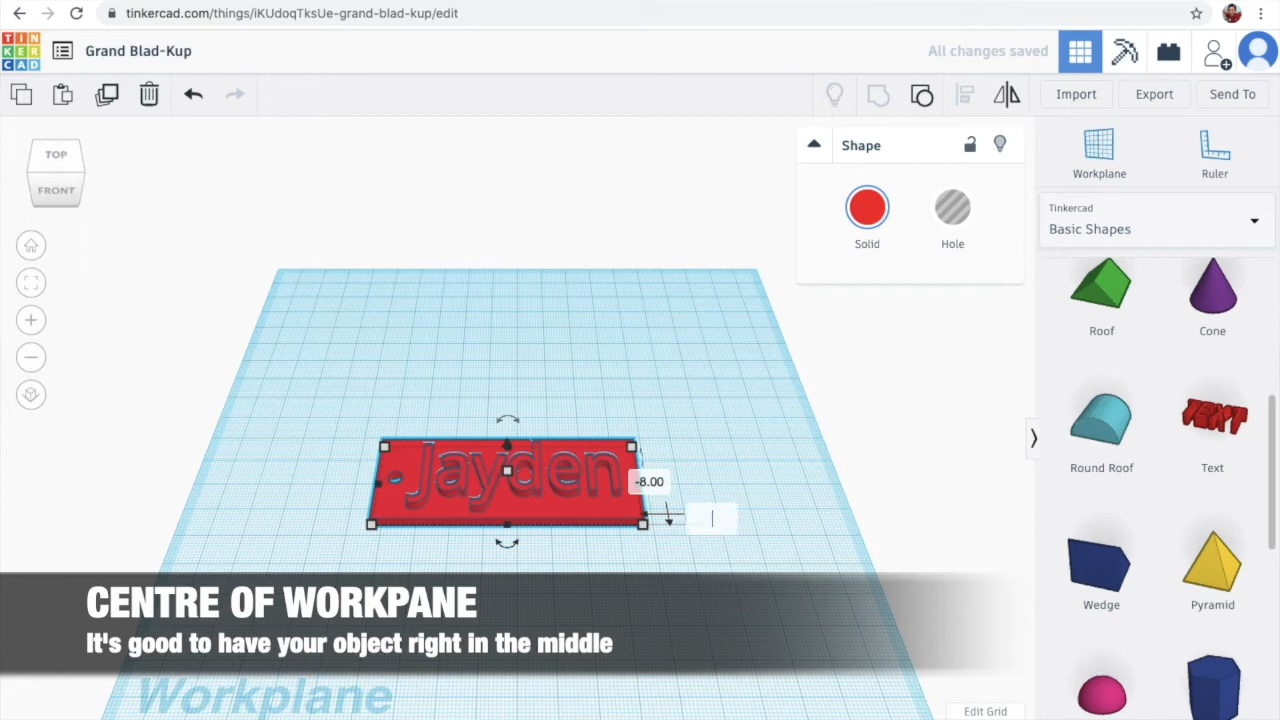 tinkercad.com/things/iKUdoqTksUe-grand-blad-kup/edit
TIN
KER
CAD
Grand Blad-Kup
All changes saved
Import
Export
Send To
TOP
FRONT
Shape
Solid
Hole
Workplane
Ruler
Tinkercad
Basic Shapes
Roof
Cone
Round Roof
TEXT
Text
Wedge
Pyramid
Jayden
-8.00
CENTRE OF WORKPANE
It's good to have your object right in the middle
Workplane
Edit Grid